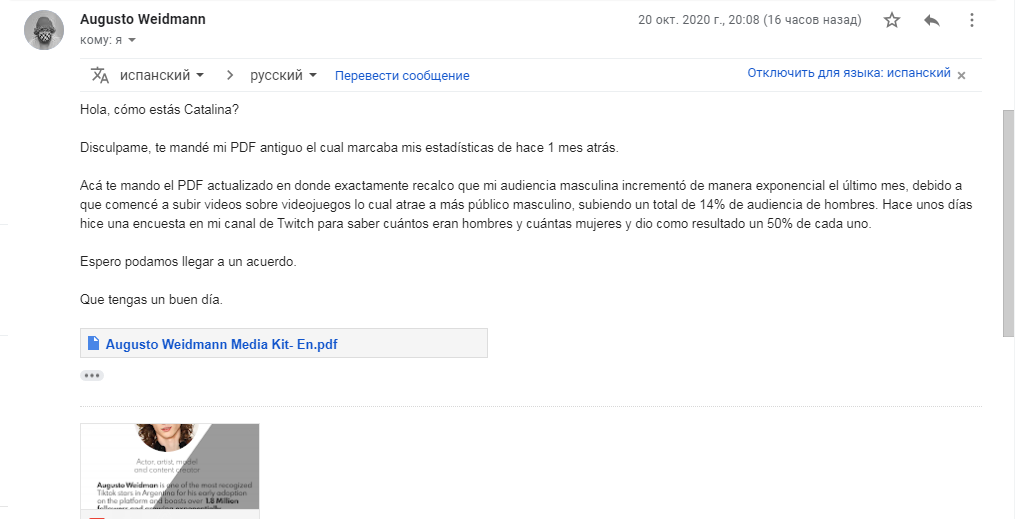 Augusto Weidmann
20 окт. 2020 г., 20:08 (16 часов назад)
кому: я
испанский > русский Перевести сообщение
Отключить для языка: испанский ×
Hola, cómo estás Catalina?
Disculpame, te mandé mi PDF antiguo el cual marcaba mis estadísticas de hace 1 mes atrás.
Acá te mando el PDF actualizado en donde exactamente recalco que mi audiencia masculina incrementó de manera exponencial el último mes, debido a
que comencé a subir videos sobre videojuegos lo cual atrae a más público masculino, subiendo un total de 14% de audiencia de hombres. Hace unos días
hice una encuesta en mi canal de Twitch para saber cuántos eran hombres y cuántas mujeres y dio como resultado un 50% de cada uno.
Espero podamos llegar a un acuerdo.
Que tengas un buen día.
Augusto Weidmann Media Kit- En.pdf
Actor, artist, model
and content creator
Augusto Weidman is one of the most recognized
Tiktok stars in Argentina for his early adoption
on the platform and boasts over 1.8 Million
followers and growing exponentially